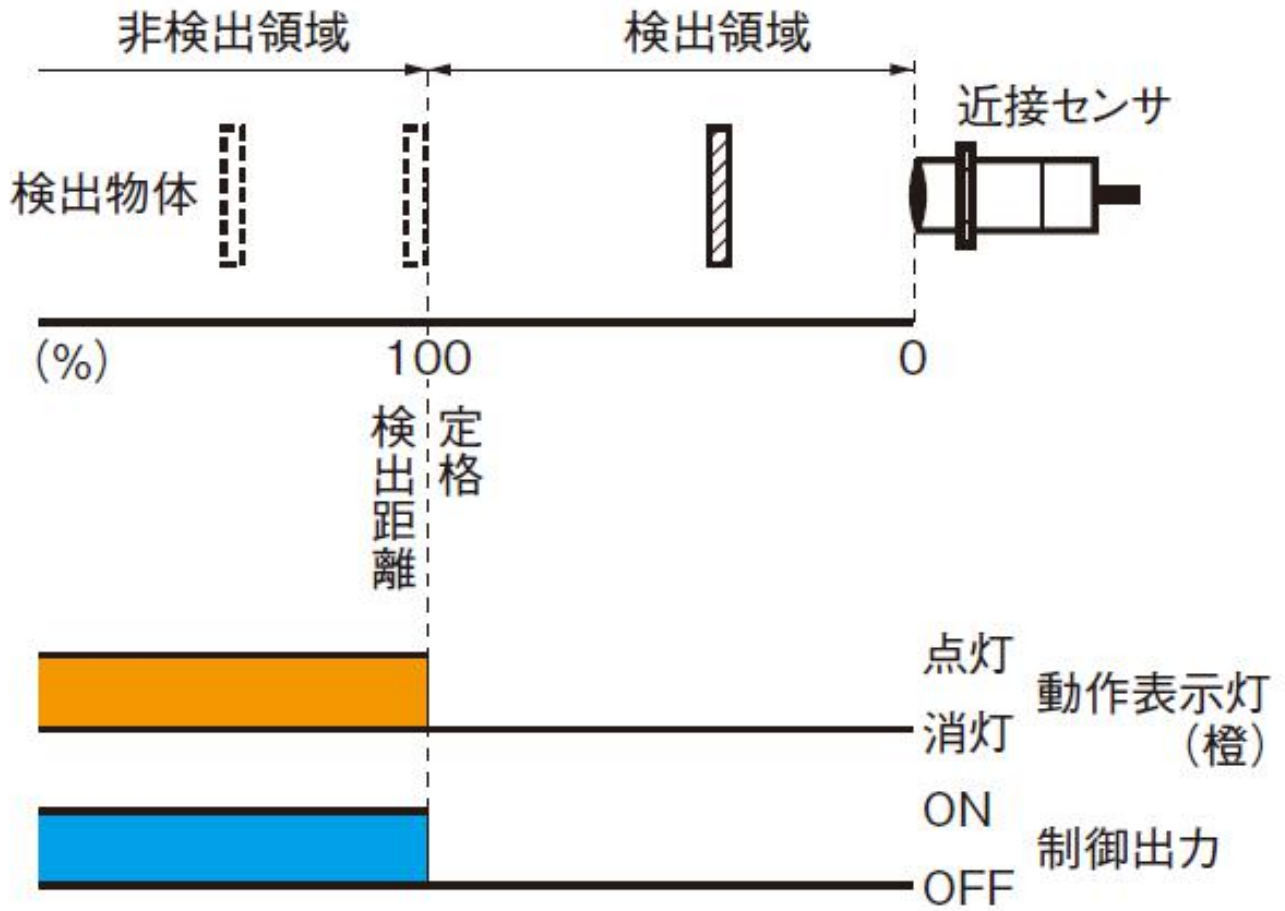 非検出領域
検出領域
近接センサ
検出物体
(%)
100
0
定格
検出距離
点灯
消灯
動作表示灯
(橙)
ON
OFF
制御出力